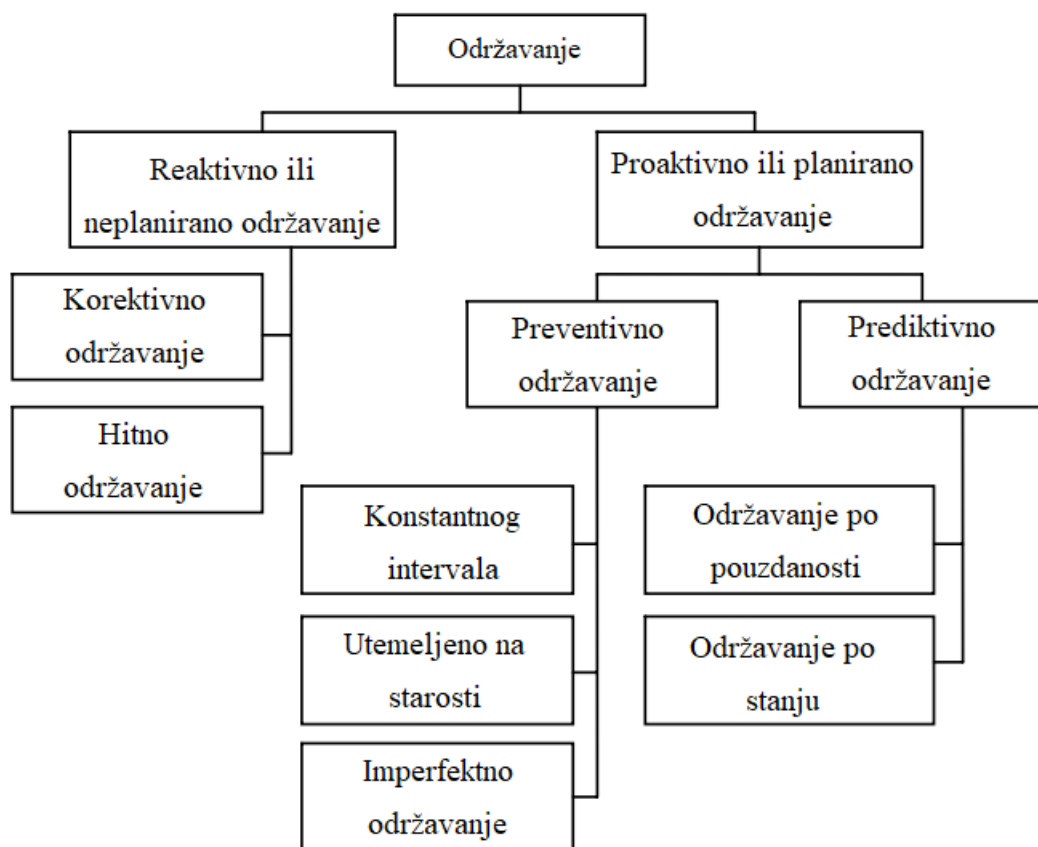 Održavanje
Reaktivno ili
neplanirano održavanje
Proaktivno ili planirano
održavanje
Korektivno
održavanje
Hitno
održavanje
Preventivno
održavanje
Prediktivno
održavanje
Konstantnog
intervala
Utemeljeno na
starosti
Imperfektno
održavanje
Održavanje po
pouzdanosti
Održavanje po
stanju